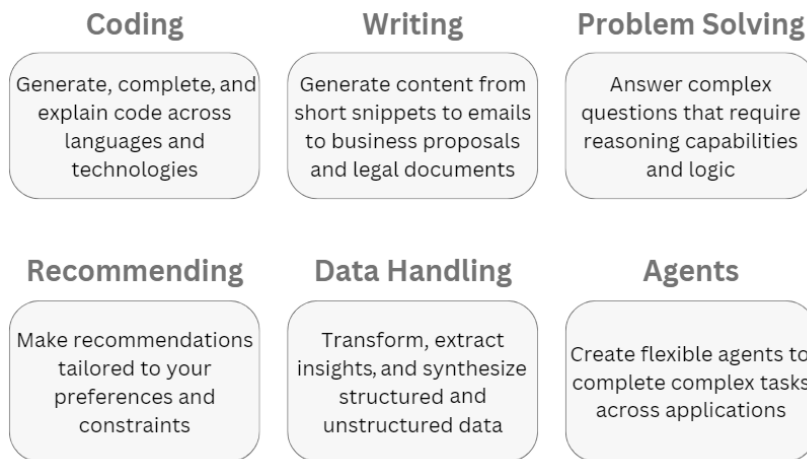 Coding
Generate, complete, and
explain code across
languages and
technologies
Writing
Generate content from
short snippets to emails
to business proposals
and legal documents
Problem Solving
Answer complex
questions that require
reasoning capabilities
and logic
Recommending
Make recommendations
tailored to your
preferences and
constraints
Data Handling
Transform, extract
insights, and synthesize
structured and
unstructured data
Agents
Create flexible agents to
complete complex tasks
across applications